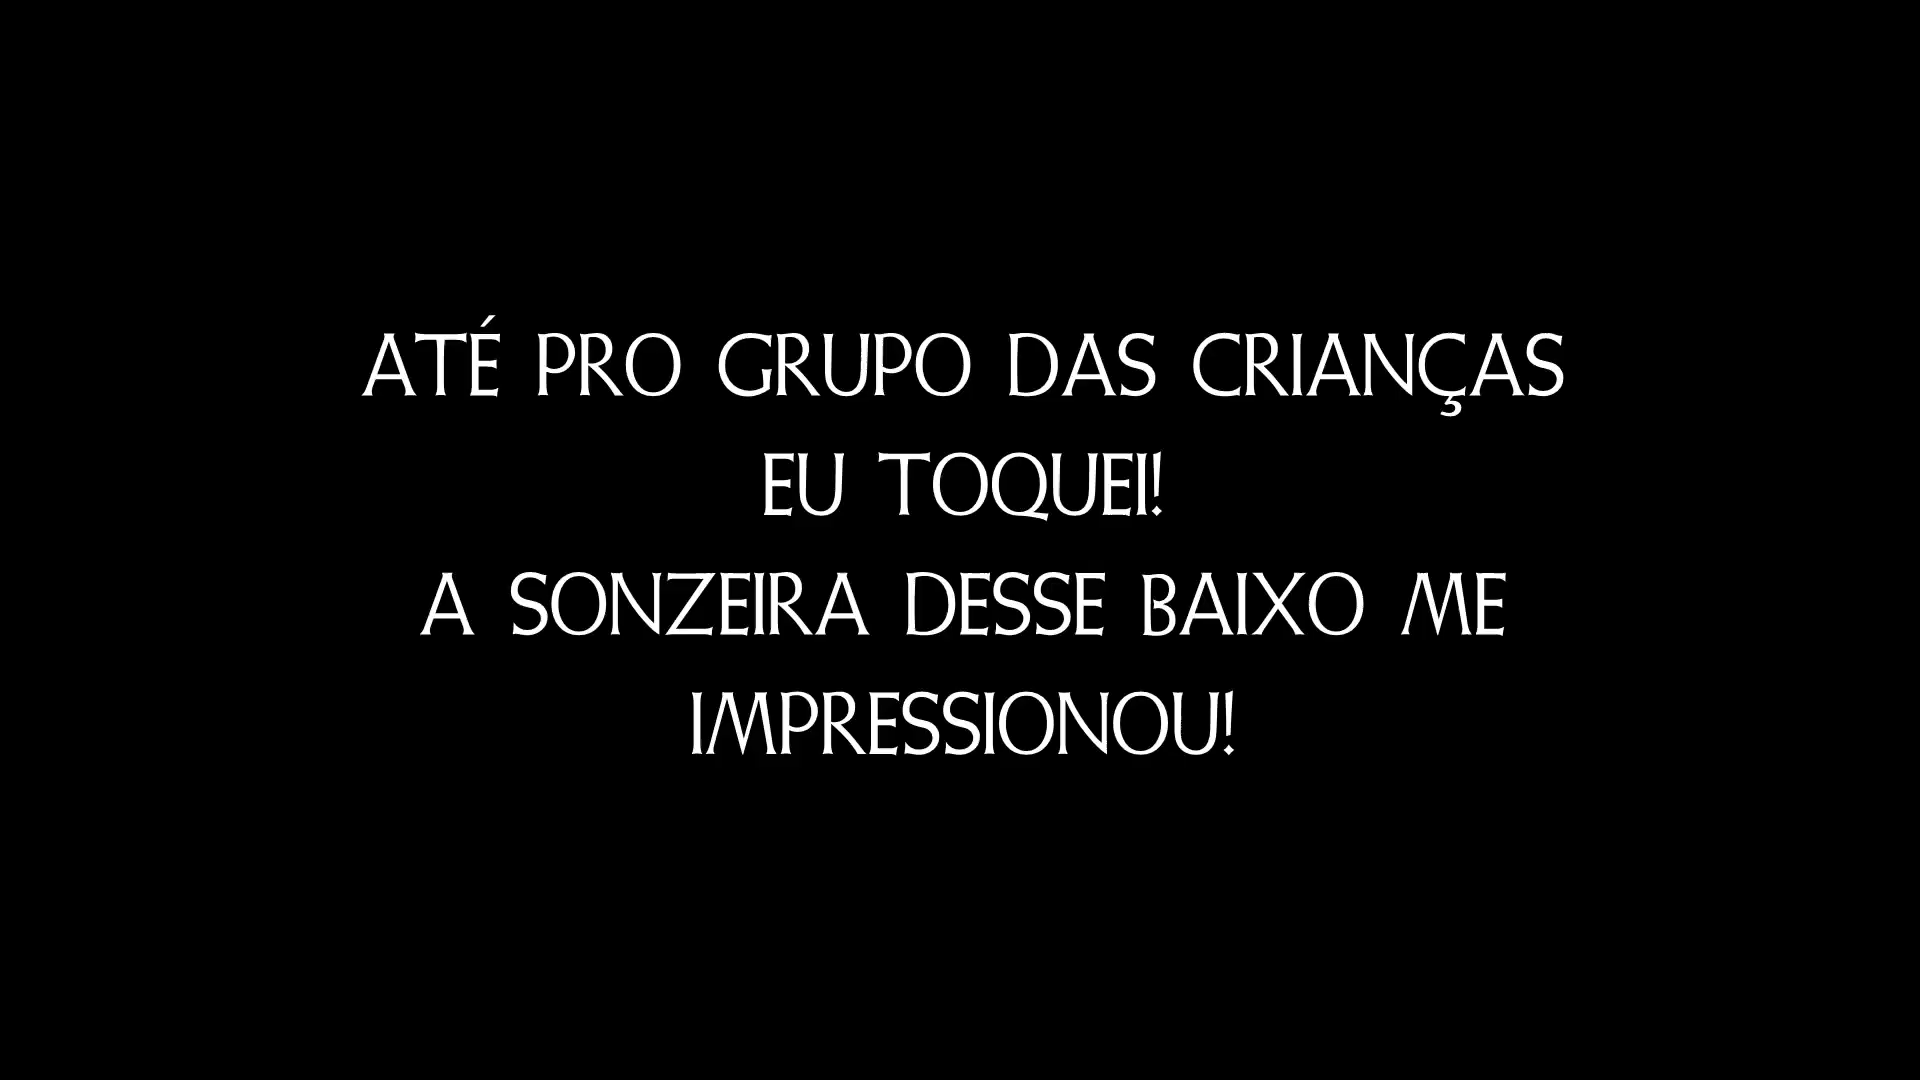 ATÉ PRO GRUPO DAS CRIANÇAS
EU TOQUEI!
A SONZEIRA DESSE BAIXO ME
IMPRESSIONOU!